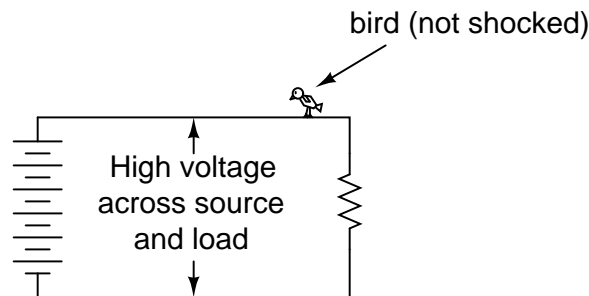 bird (not shocked)
High voltage
across source
and load